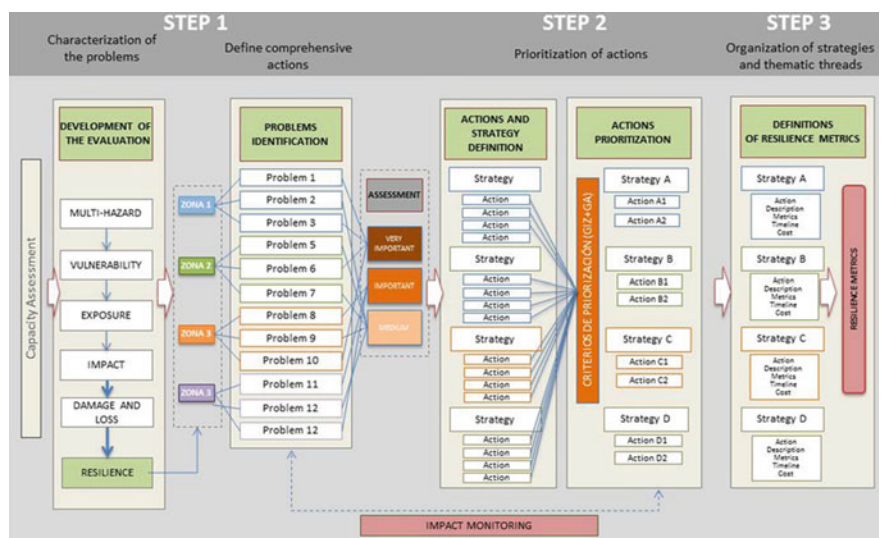 STEP 1
STEP 2
STEP 3
Characterization of
the problems
Define comprehensive
actions
Prioritization of actions
Organization of strategies
and thematic threads
Capacity Assessment
DEVELOPMENT OF
THE EVALUATION
MULTI-HAZARD
VULNERABILITY
EXPOSURE
IMPACT
DAMAGE AND
LOSS
RESILIENCE
ZONA 1
ZONA 2
ZONA 3
ZONA 3
PROBLEMS
IDENTIFICATION
Problem 1
Problem 2
Problem 3
Problem 5
Problem 6
Problem 7
Problem 8
Problem 9
Problem 10
Problem 11
Problem 12
Problem 12
ASSESSMENT
VERY
IMPORTANT
IMPORTANT
MEDIUM
ACTIONS AND
STRATEGY
DEFINITION
Strategy
Action
Action
Action
Action
Strategy
Action
Action
Action
Action
Strategy
Action
Action
Action
Action
Strategy
Action
Action
Action
Action
CRITERIOS DE PRIORIZACIÓN (GIZ+GA)
ACTIONS
PRIORITIZATION
Strategy A
Action A1
Action A2
Strategy B
Action B1
Action B2
Strategy C
Action C1
Action C2
Strategy D
Action D1
Action D2
DEFINITIONS
OF RESILIENCE METRICS
Strategy A
Action
Description
Metrics
Timeline
Cost
Strategy B
Action
Description
Metrics
Timeline
Cost
Strategy C
Action
Description
Metrics
Timeline
Cost
Strategy D
Action
Description
Metrics
Timeline
Cost
RESILIENCE METRICS
IMPACT MONITORING